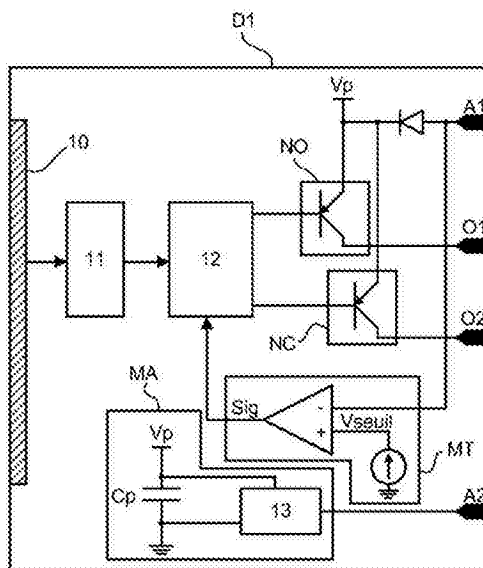 D1
Vp
A1
10
NO
11
12
O1
NC
O2
MA
Sig
-
Vseuil
+
MT
Vp
Cp
13
A2